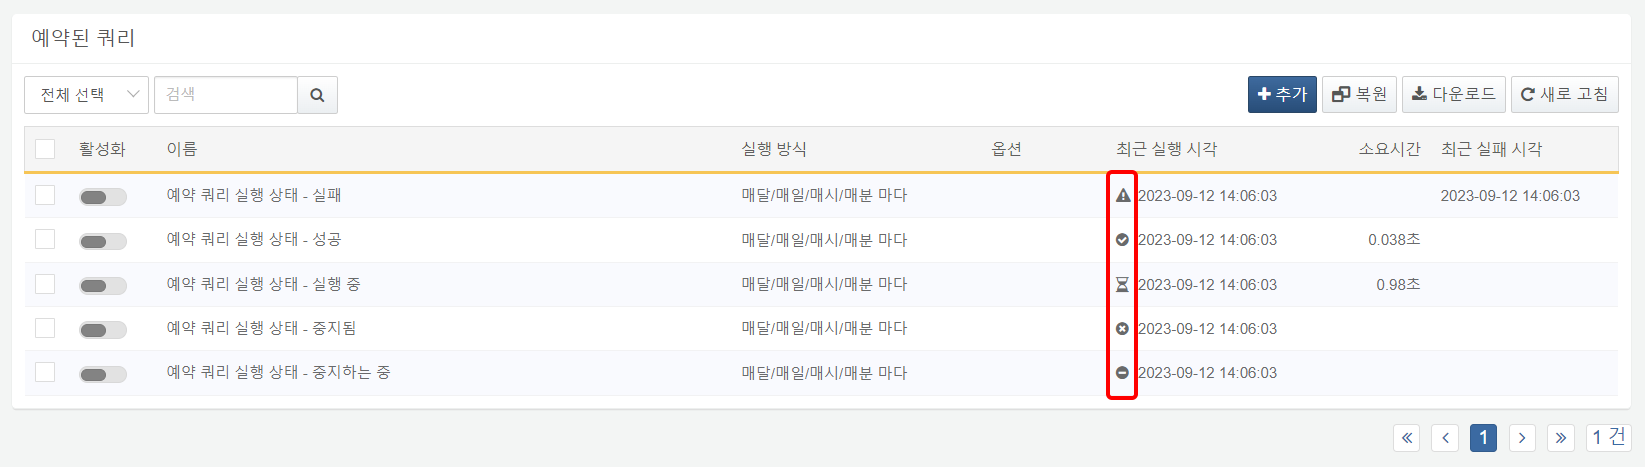 예약된 쿼리
전체 선택 검색 추가 복원 다운로드 새로 고침
활성화 이름 실행 방식 옵션 최근 실행 시각 소요시간 최근 실패 시각
예약 쿼리 실행 상태 - 실패 매달/매일/매시/매분 마다 2023-09-12 14:06:03 2023-09-12 14:06:03
예약 쿼리 실행 상태 - 성공 매달/매일/매시/매분 마다 2023-09-12 14:06:03 0.038초
예약 쿼리 실행 상태 - 실행 중 매달/매일/매시/매분 마다 2023-09-12 14:06:03 0.98초
예약 쿼리 실행 상태 - 중지됨 매달/매일/매시/매분 마다 2023-09-12 14:06:03
예약 쿼리 실행 상태 - 중지하는 중 매달/매일/매시/매분 마다 2023-09-12 14:06:03
« ‹ 1 › » 1 건